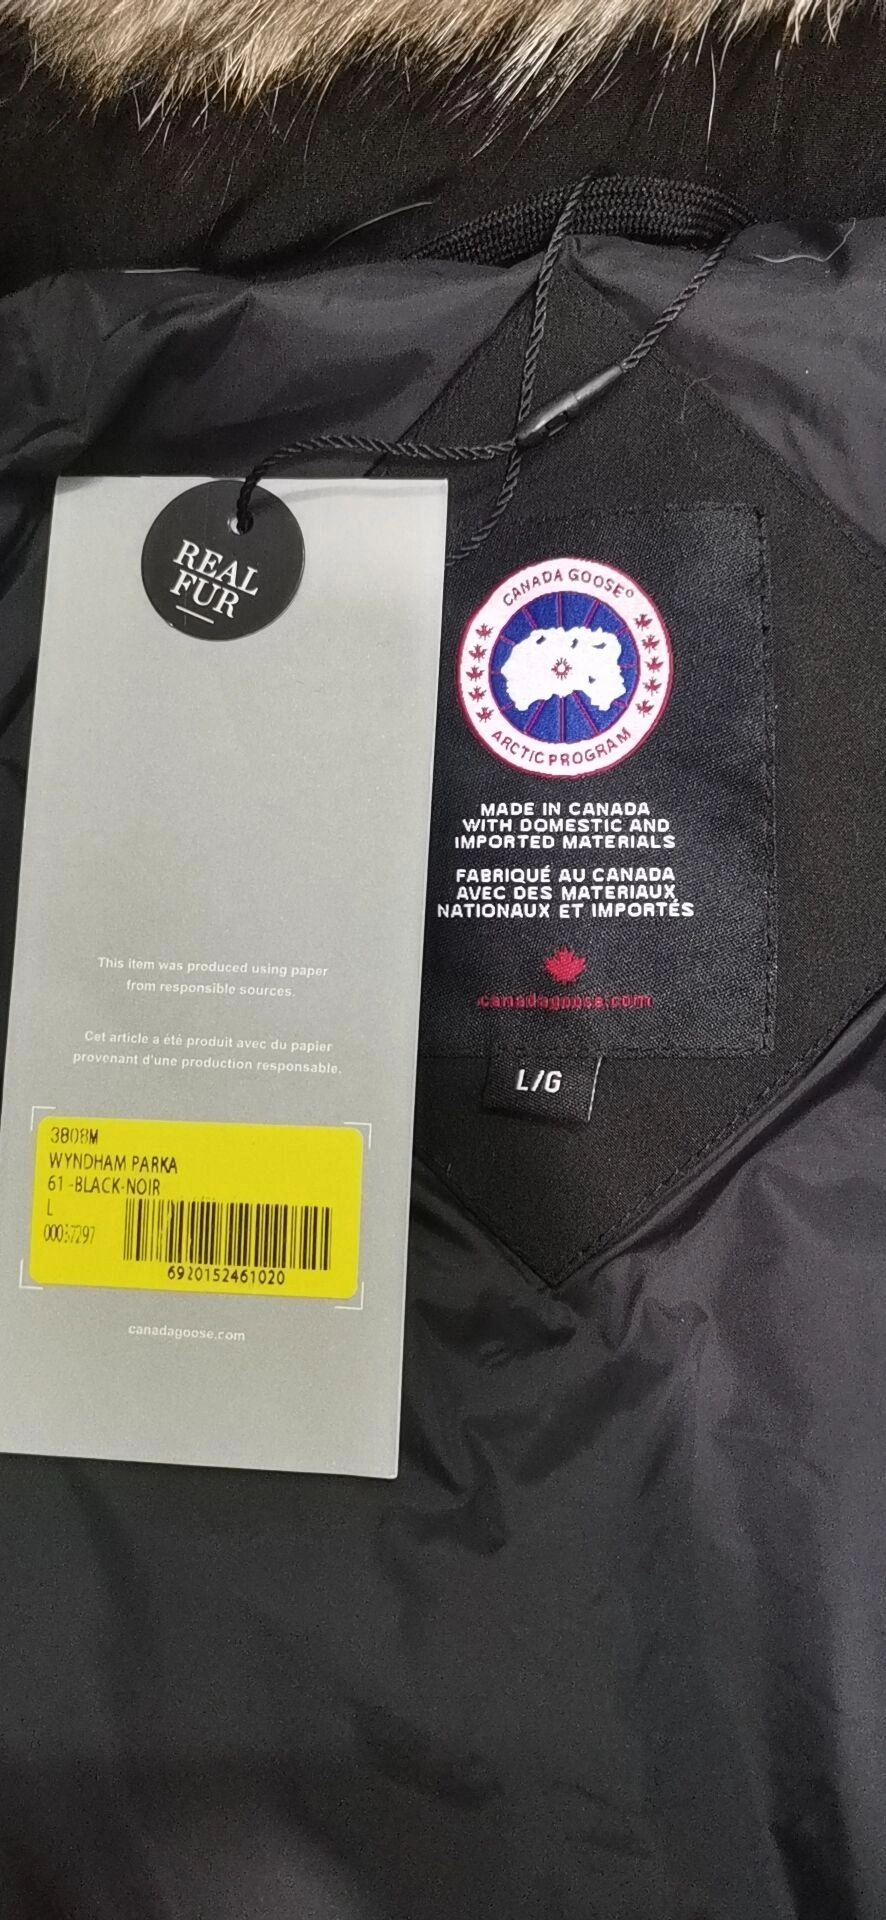 REAL
FUR
This item was produced using paper
from responsible sources.
Cet article a été produit avec du papier
provenant d'une production responsable.
3808M
WYNDHAM PARKA
61-BLACK-NOIR
L
00037297
6920152461020
canadagoose.com
CANADA GOOSE®
ARCTIC PROGRAM
MADE IN CANADA
WITH DOMESTIC AND
IMPORTED MATERIALS
FABRIQUÉ AU CANADA
AVEC DES MATERIAUX
NATIONAUX ET IMPORTÉS
canadagoose.com
L/G